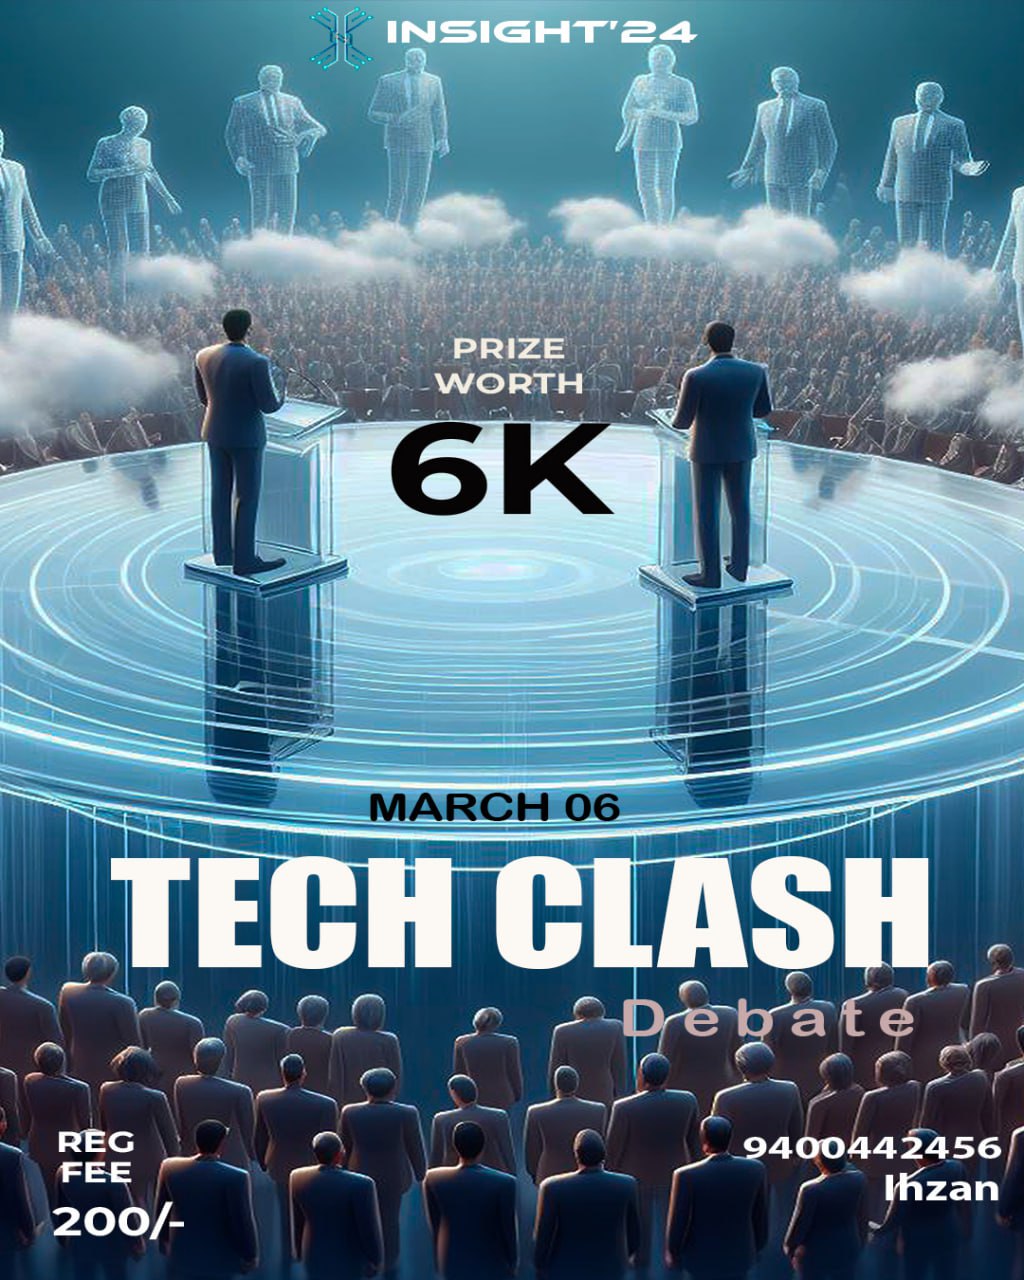 INSIGHT'24
PRIZE
WORTH
6K
MARCH 06
TECH CLASH
Debate
REG
FEE
200/-
9400442456
Ihzan